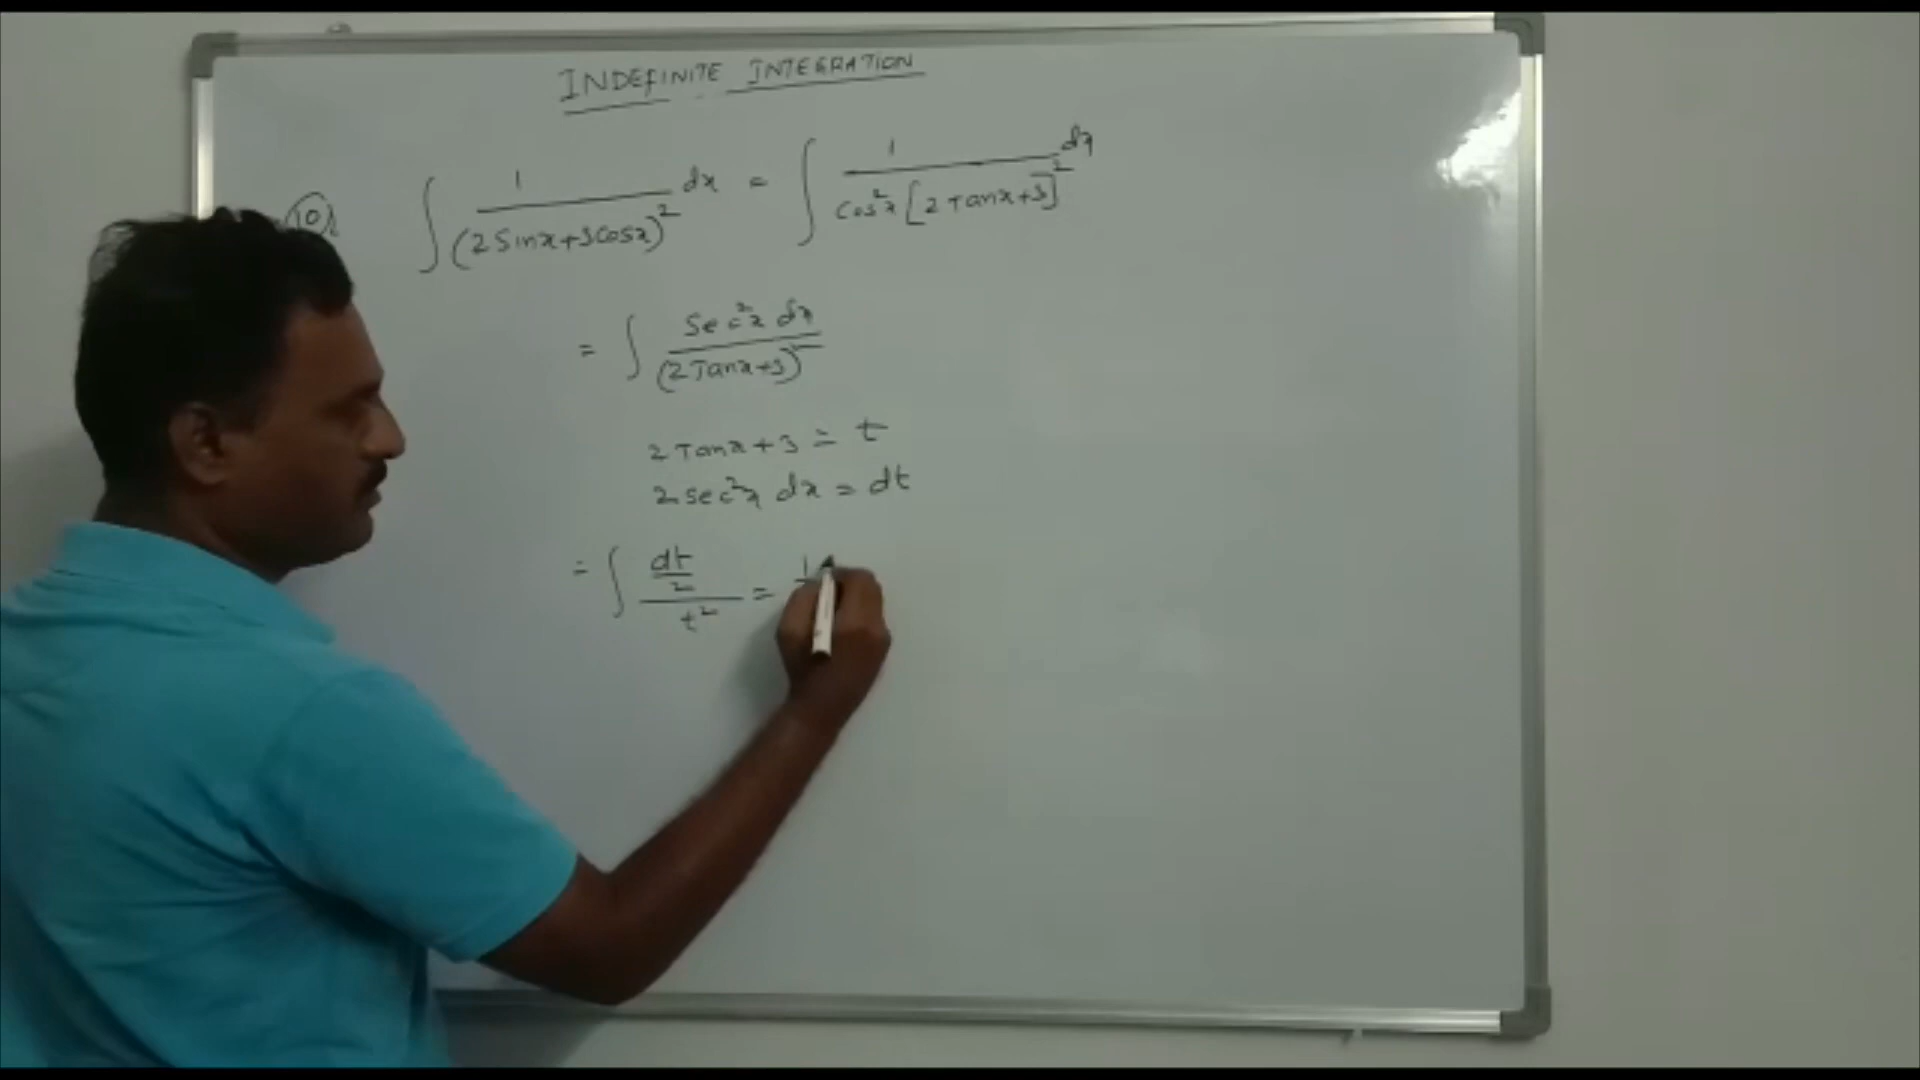 INDEFINITE INTEGRATION
10) ∫ 1/(2Sinx+3Cosx)² dx = ∫ 1/Cos²x[2Tanx+3]² dx
= ∫ Sec²x dx/(2Tanx+3)²
2Tanx+3 = t
2sec²x dx = dt
= ∫ (dt/2)/t² = 1